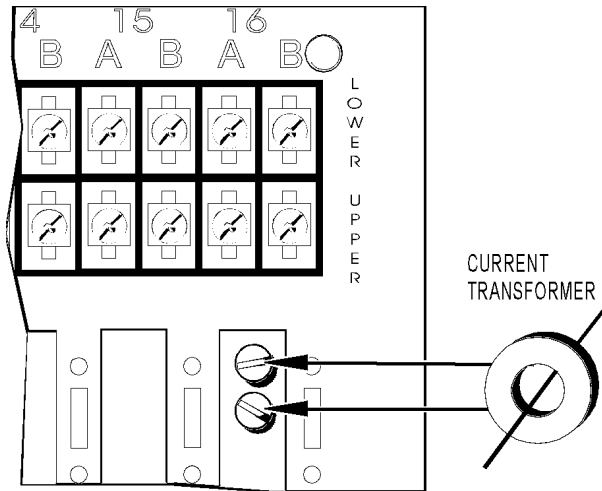 4 15 16
B A B A B
LOWER
UPPER
CURRENT
TRANSFORMER